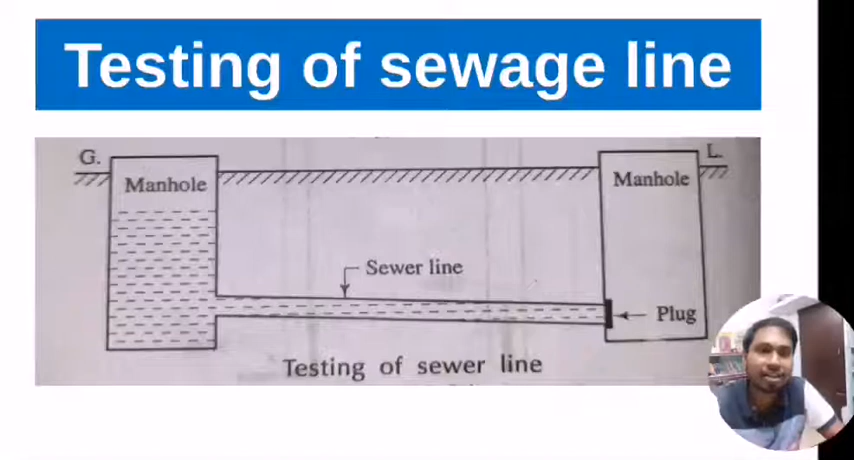 Testing of sewage line
G. L.
Manhole Manhole
Sewer line
Plug
Testing of sewer line